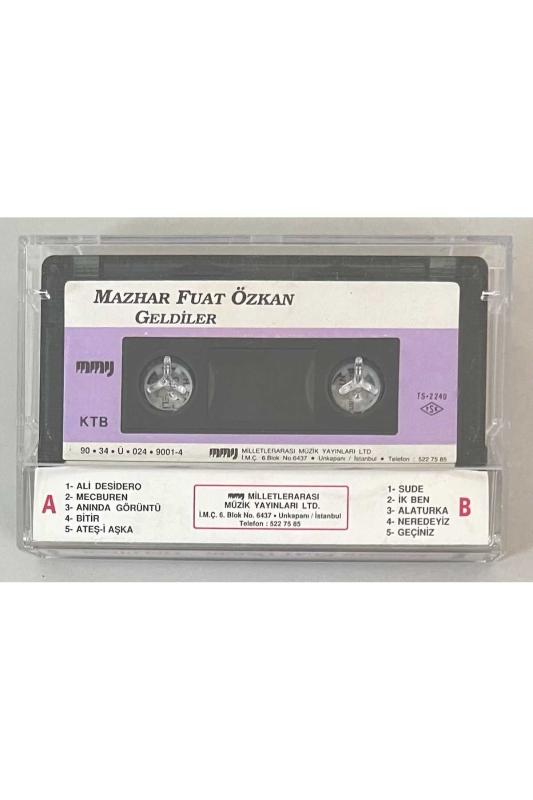 MAZHAR FUAT ÖZKAN
GELDİLER
mmy
KTB
TS-2240
TSK
90 • 34 • Ü • 024 • 9001-4
mmy MİLLETLERARASI MÜZİK YAYINLARI LTD
İ.M.Ç. 6.Blok No:6437 • Unkapanı / İstanbul • Telefon : 522 75 85
A
1- ALİ DESİDERO
2- MECBUREN
3- ANINDA GÖRÜNTÜ
4- BİTİR
5- ATEŞ-İ AŞKA
mmy MİLLETLERARASI
MÜZİK YAYINLARI LTD.
İ.M.Ç. 6. Blok No. 6437 • Unkapanı / İstanbul
Telefon : 522 75 85
1- SUDE
2- İK BEN
3- ALATURKA
4- NEREDEYİZ
5- GEÇİNİZ
B